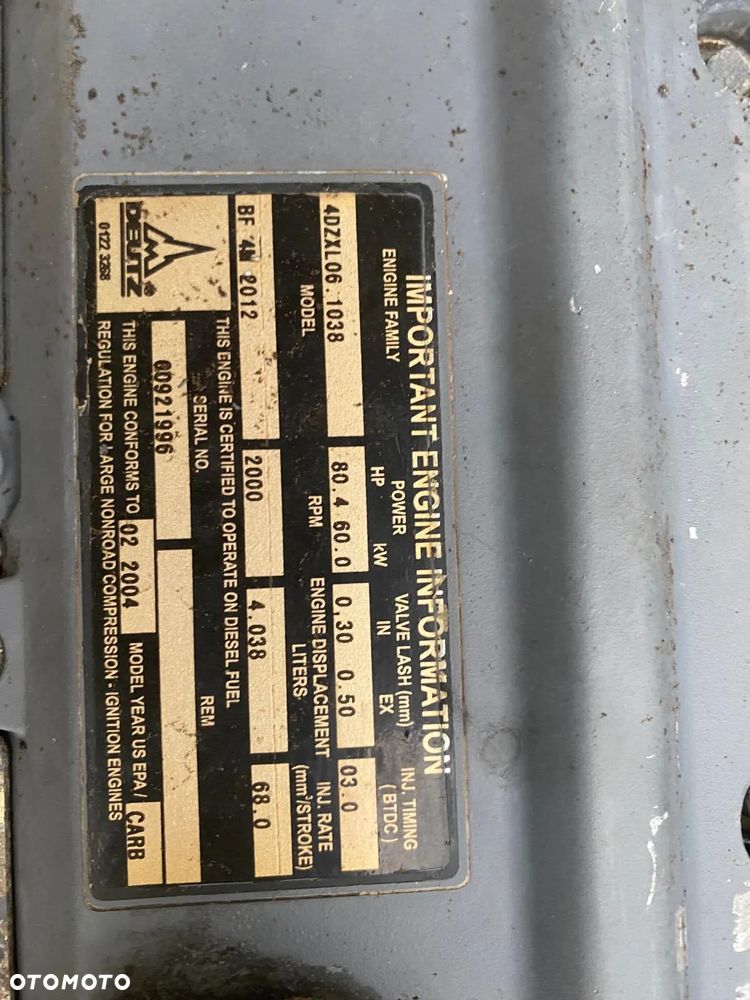 IMPORTANT ENGINE INFORMATION
ENIGINE FAMILY POWER VALVE LASH (mm) INJ. TIMING
HP kW IN EX ( BTDC )
4DZXL06.1038 80.4 60.0 0.30 0.50 03.0
MODEL RPM ENGINE DISPLACEMENT INJ. RATE
LITERS (mm³/STROKE)
BF 4M 2012 2000 4.038 68.0
THIS ENGINE IS CERTIFIED TO OPERATE ON DIESEL FUEL
SERIAL NO. REM
00921996
DEUTZ®
0122 3268
THIS ENGINE CONFORMS TO 02 2004 MODEL YEAR US EPA / CARB
REGULATION FOR LARGE NONROAD COMPRESSION - IGNITION ENGINES
OTOMOTO